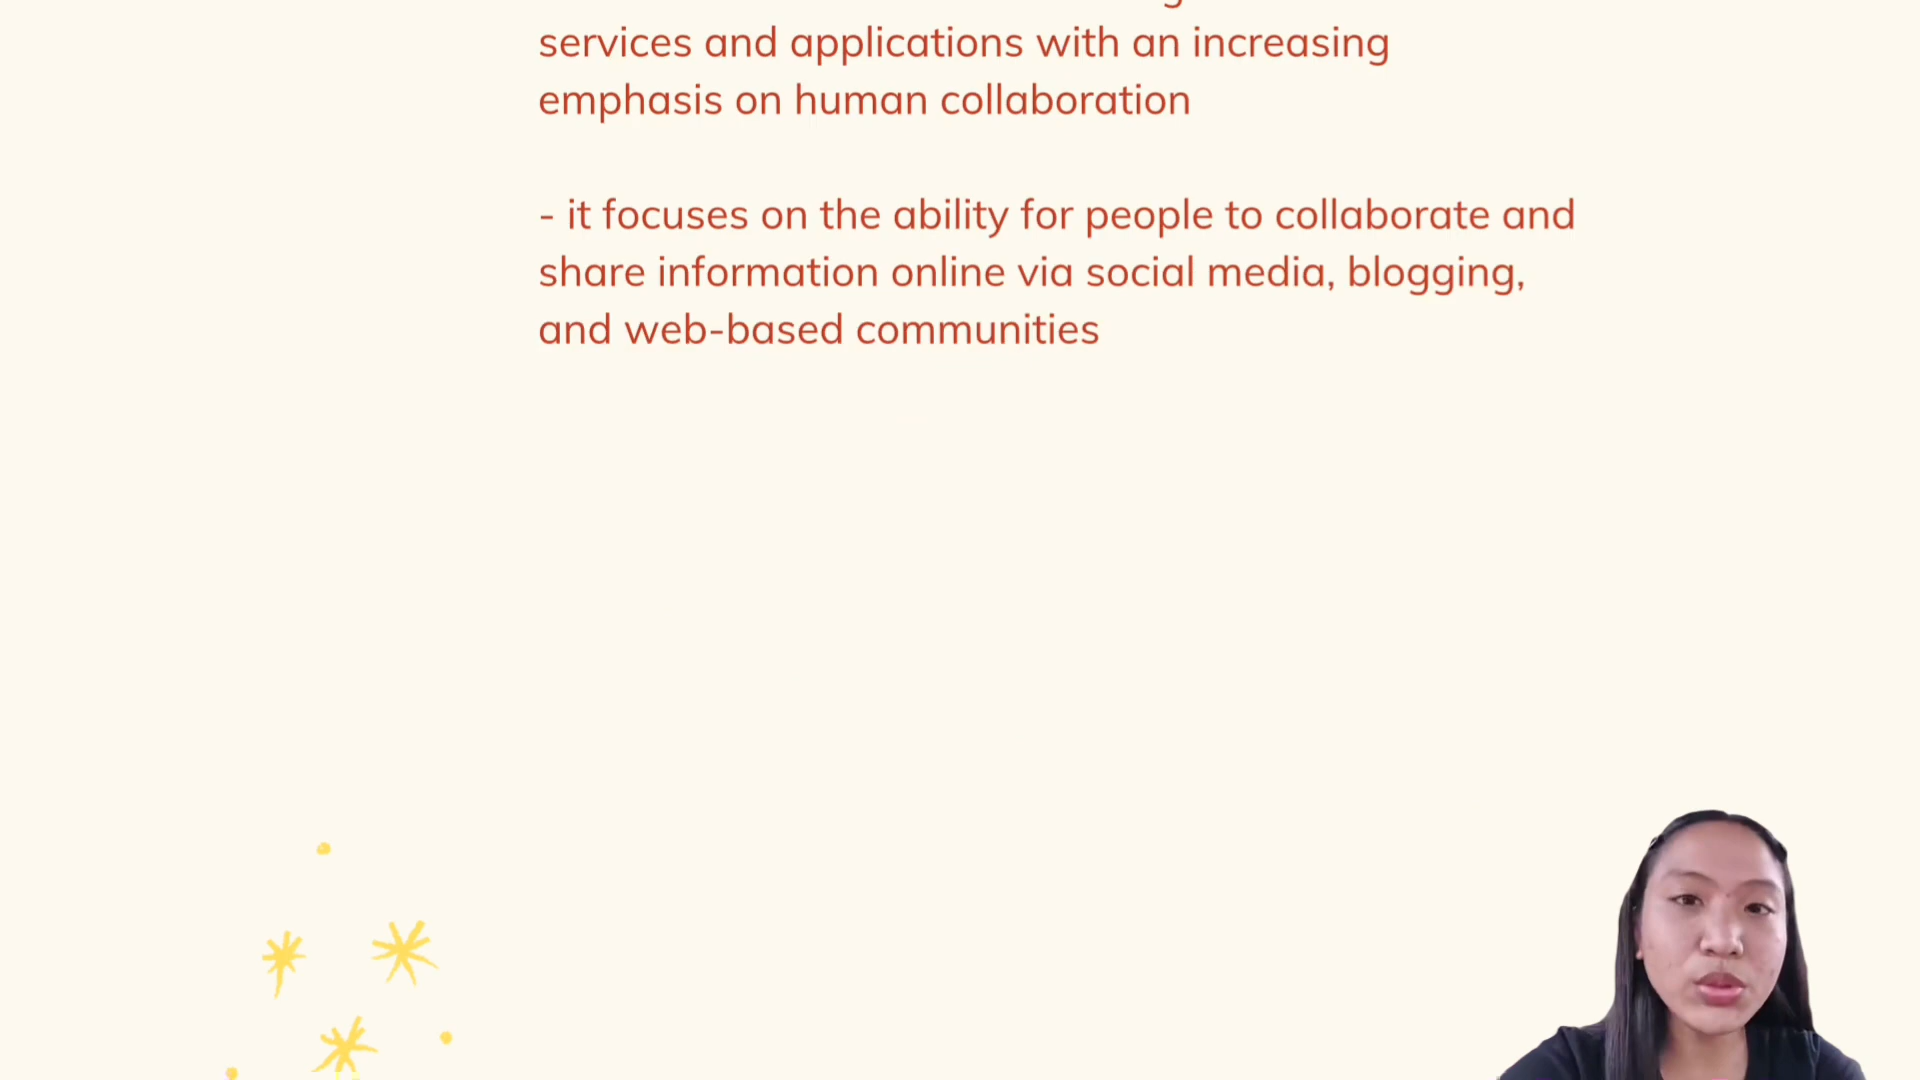 services and applications with an increasing
emphasis on human collaboration
- it focuses on the ability for people to collaborate and
share information online via social media, blogging,
and web-based communities